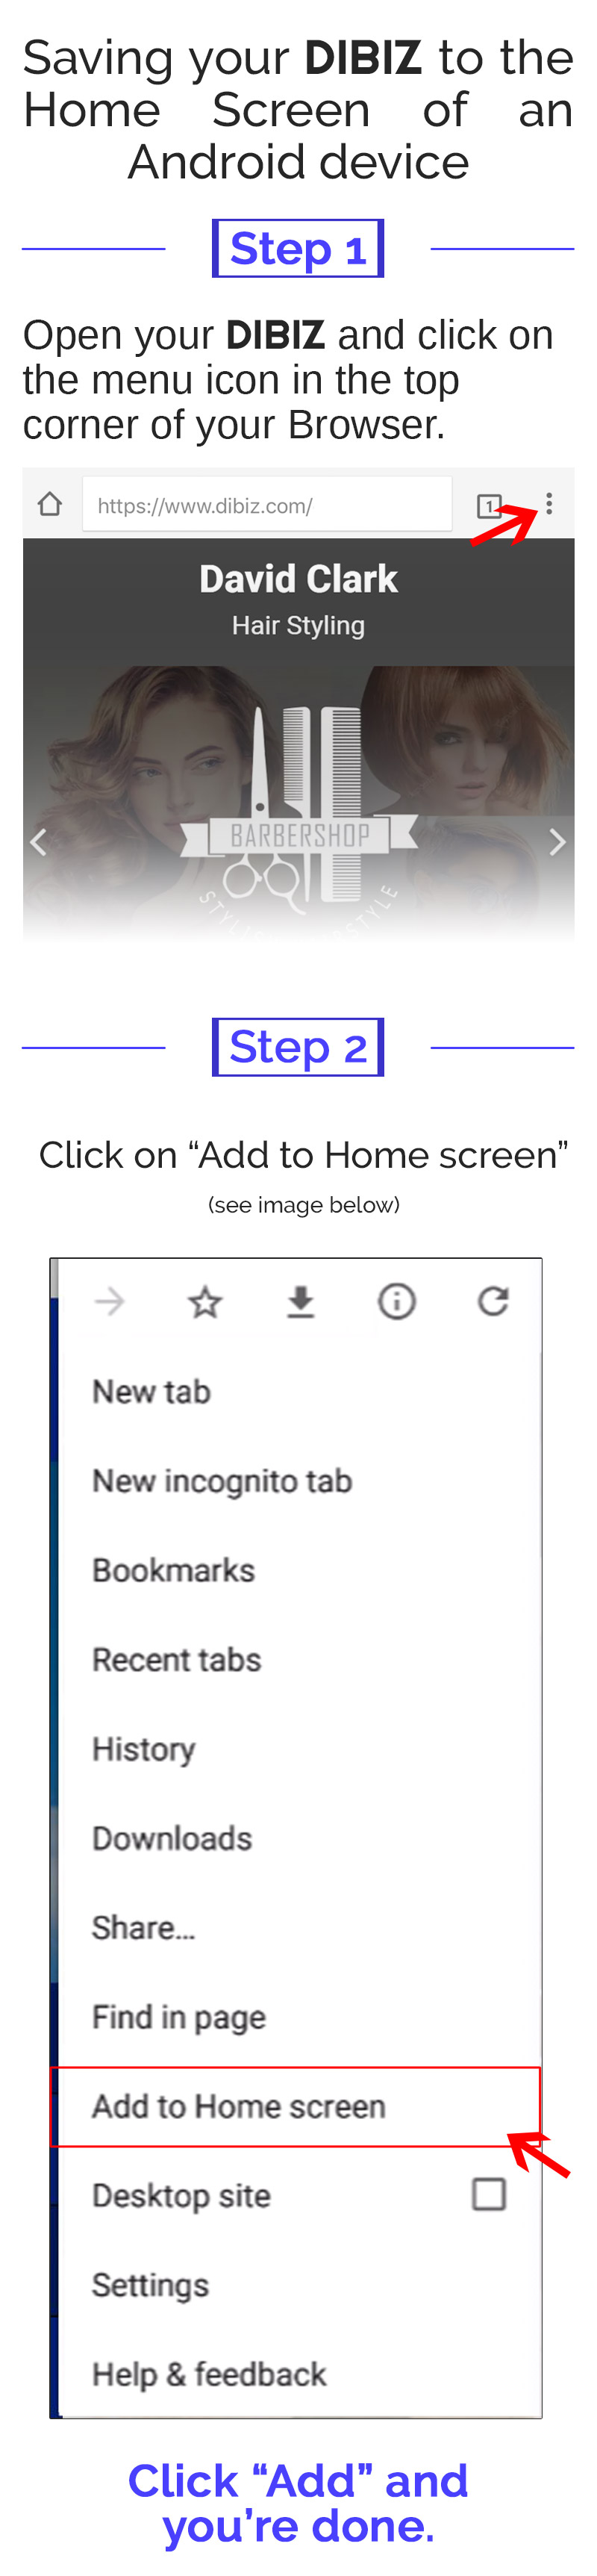 Saving your DIBIZ to the
Home Screen of an
Android device
Step 1
Open your DIBIZ and click on
the menu icon in the top
corner of your Browser.
https://www.dibiz.com/
1
David Clark
Hair Styling
BARBERSHOP
Step 2
Click on “Add to Home screen”
(see image below)
New tab
New incognito tab
Bookmarks
Recent tabs
History
Downloads
Share...
Find in page
Add to Home screen
Desktop site
Settings
Help & feedback
Click “Add” and
you’re done.